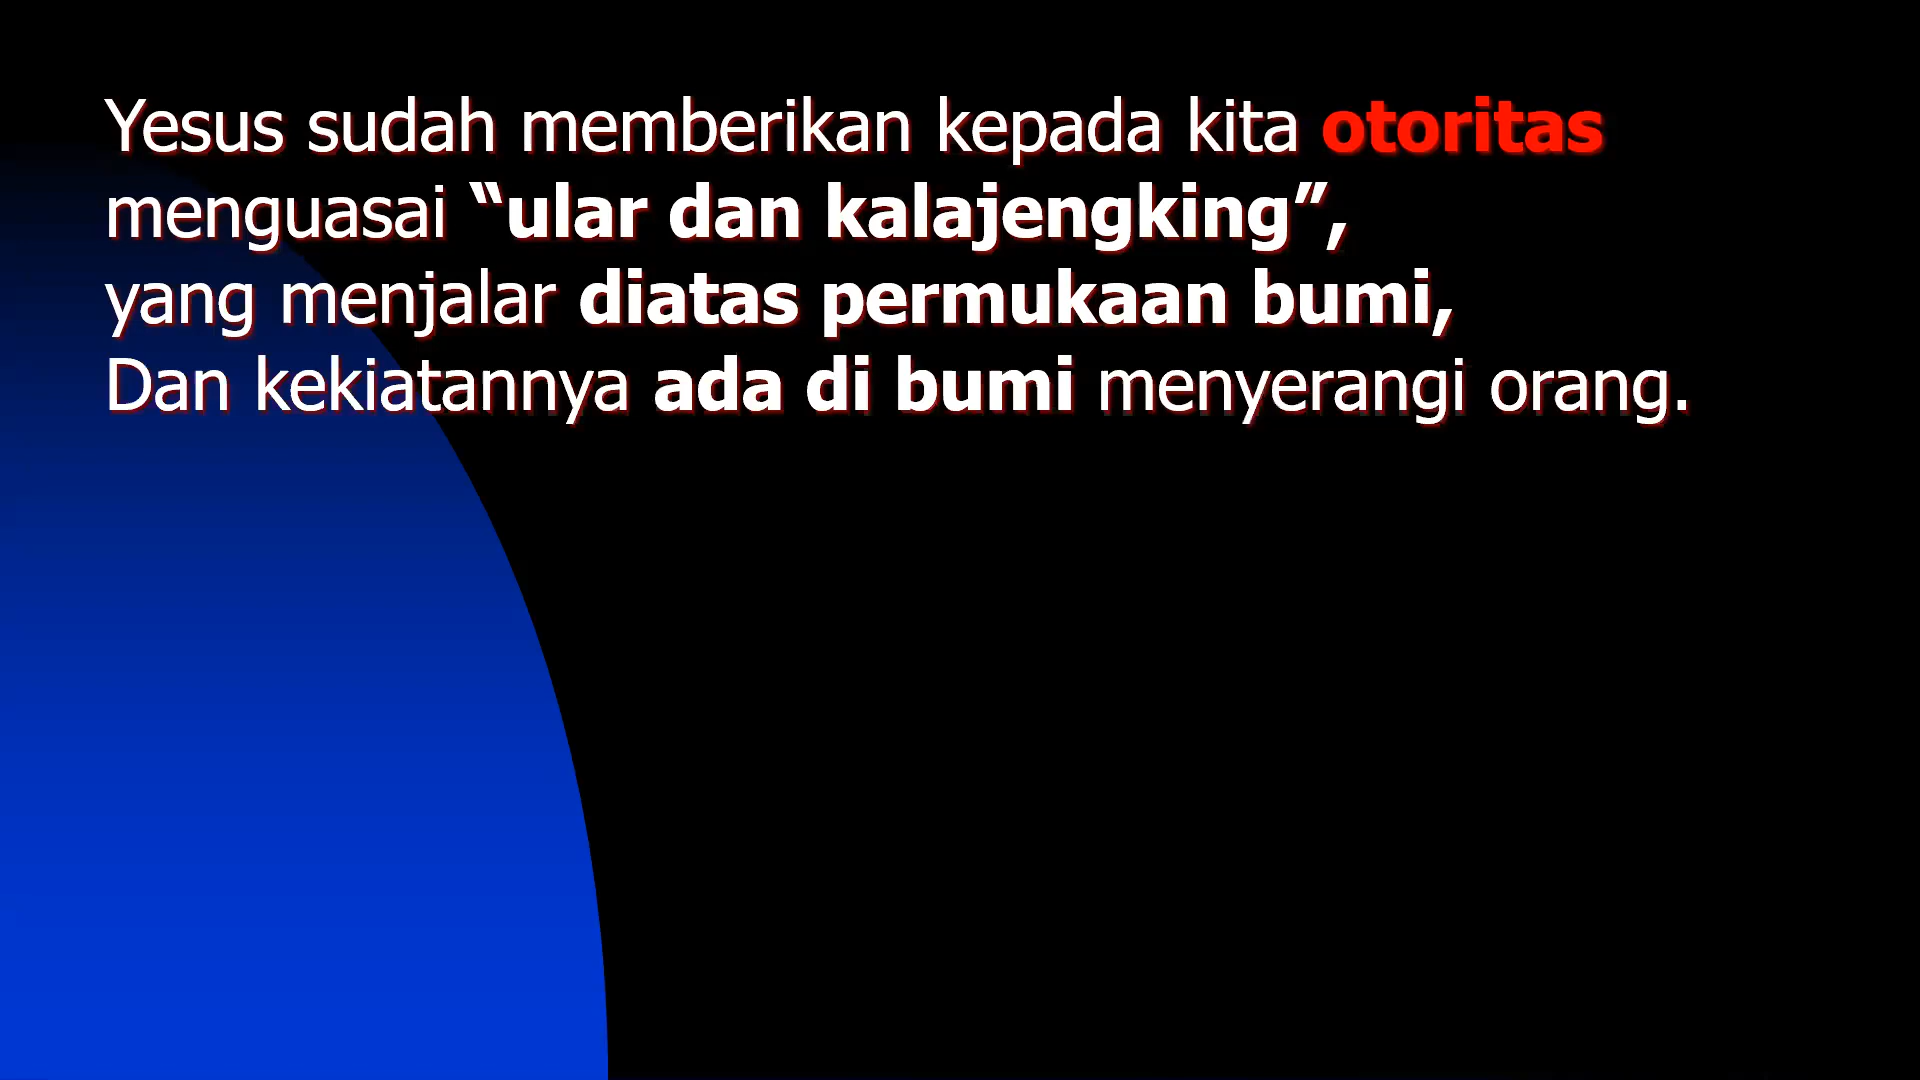 Yesus sudah memberikan kepada kita otoritas
menguasai “ular dan kalajengking”,
yang menjalar diatas permukaan bumi,
Dan kekiatannya ada di bumi menyerangi orang.